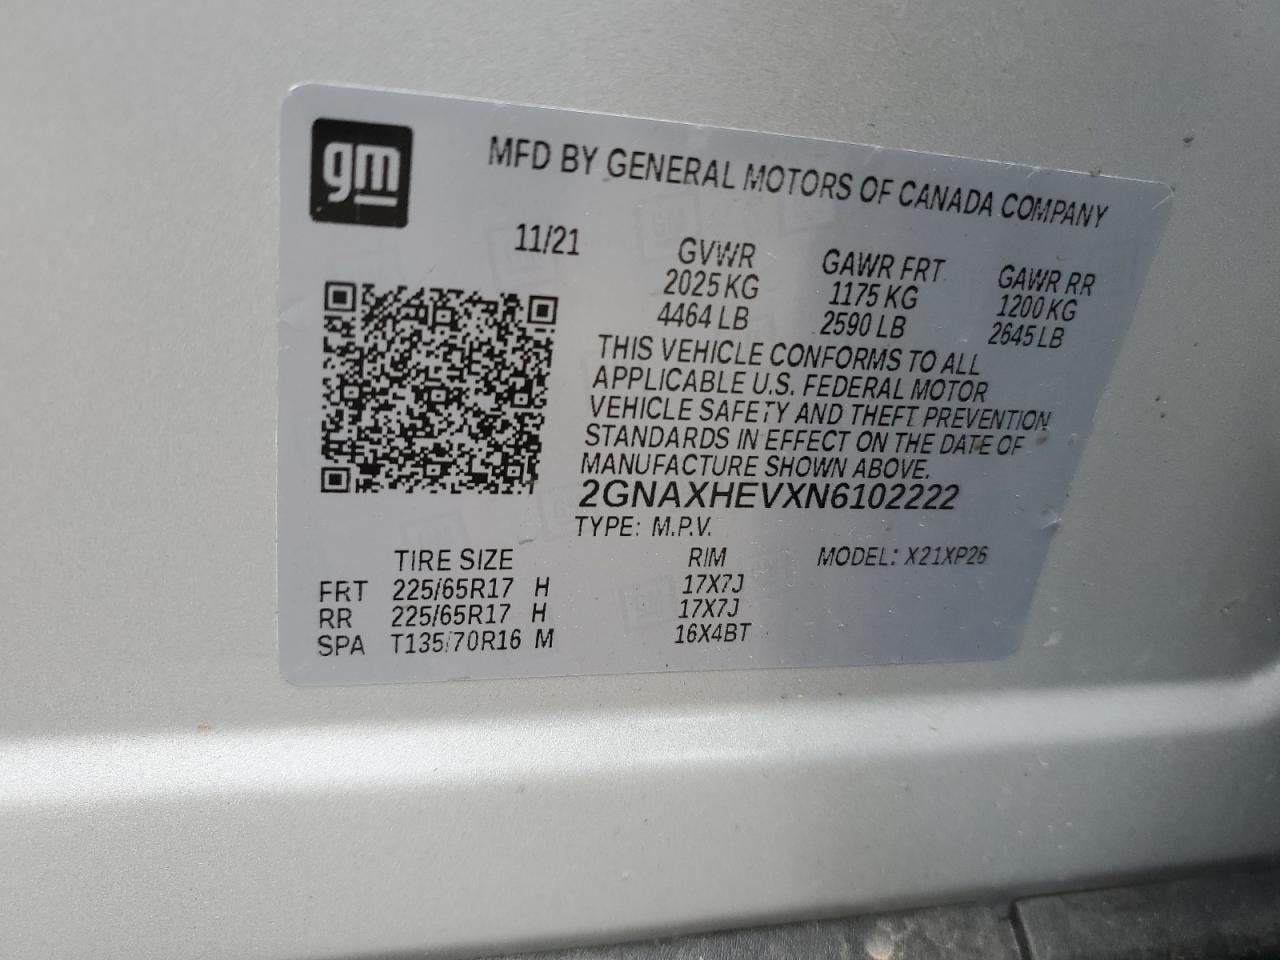 gm
MFD BY GENERAL MOTORS OF CANADA COMPANY
11/21
GVWR GAWR FRT GAWR RR
2025 KG 1175 KG 1200 KG
4464 LB 2590 LB 2645 LB
THIS VEHICLE CONFORMS TO ALL
APPLICABLE U.S. FEDERAL MOTOR
VEHICLE SAFETY AND THEFT PREVENTION
STANDARDS IN EFFECT ON THE DATE OF
MANUFACTURE SHOWN ABOVE.
2GNAXHEVXN6102222
TYPE: M.P.V.
TIRE SIZE RIM MODEL: X21XP26
FRT 225/65R17 H 17X7J
RR 225/65R17 H 17X7J
SPA T135/70R16 M 16X4BT